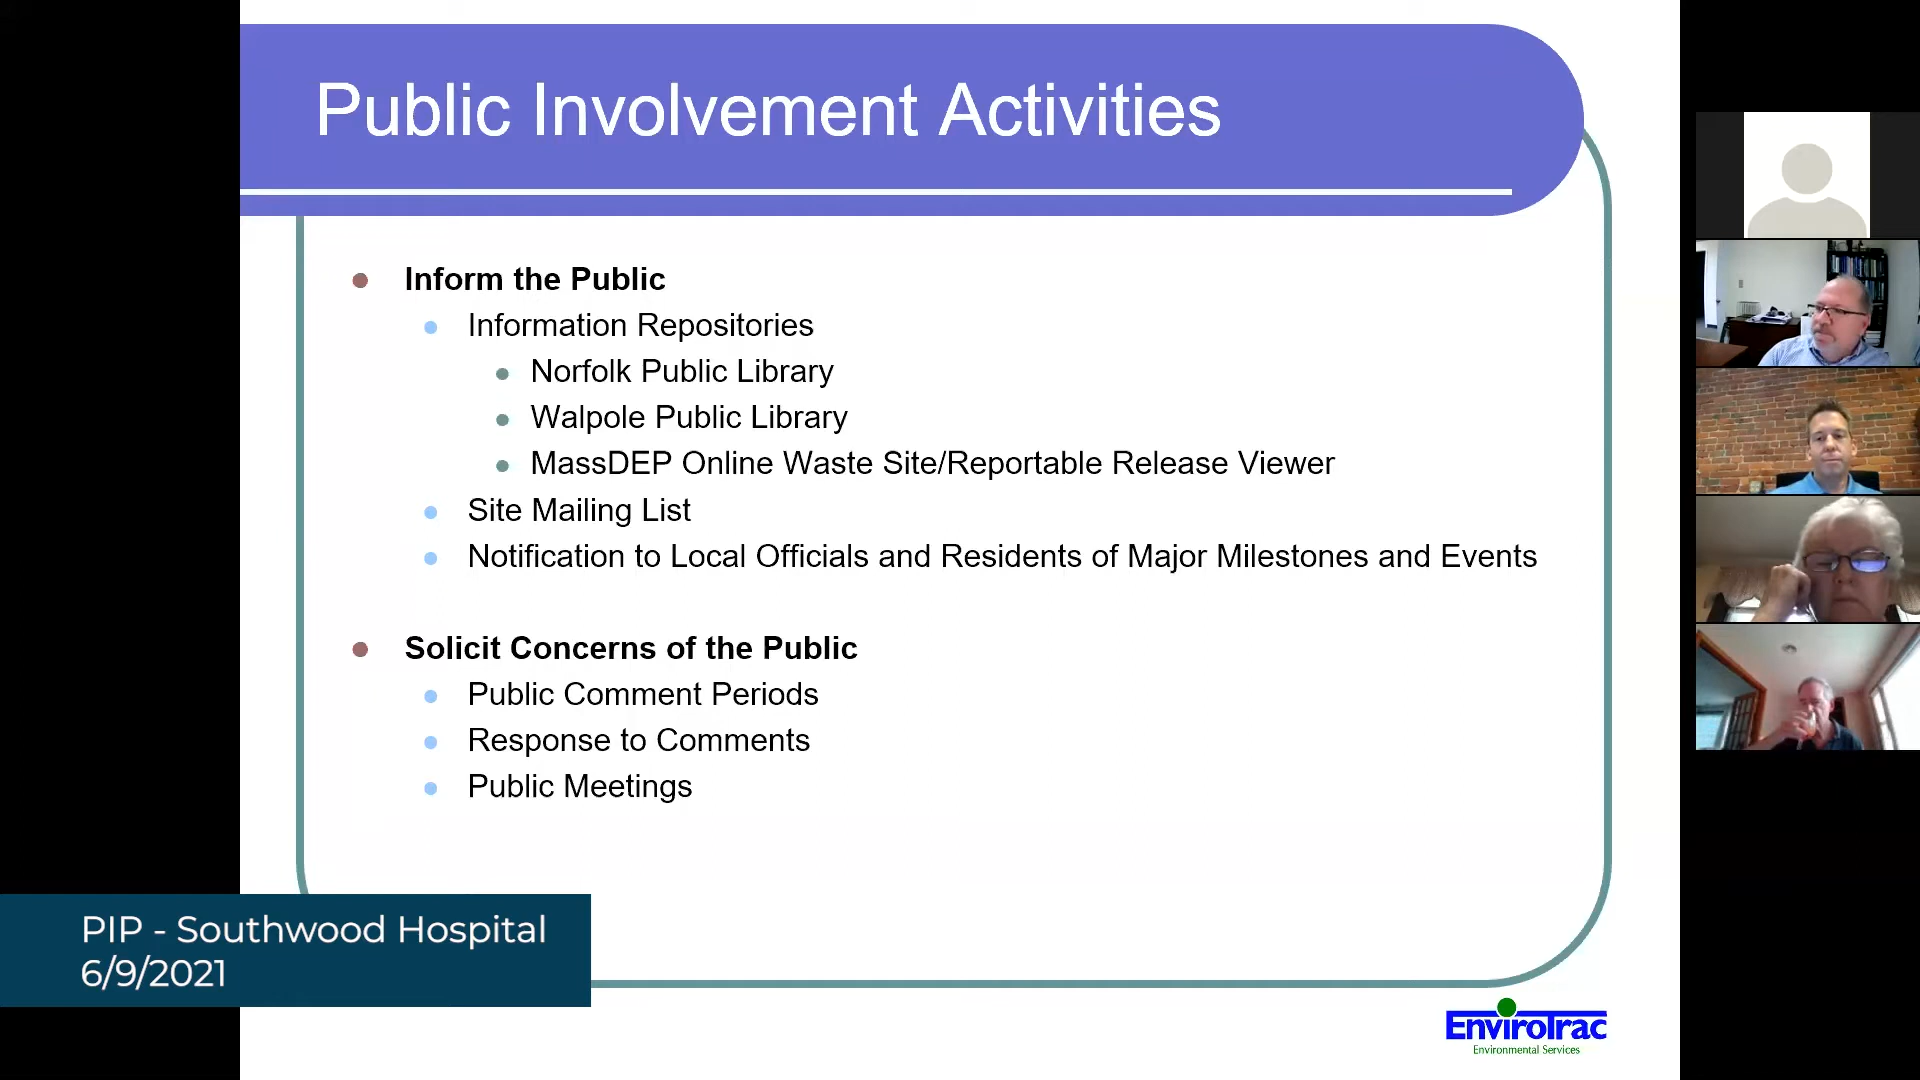 Public Involvement Activities
Inform the Public
Information Repositories
Norfolk Public Library
Walpole Public Library
MassDEP Online Waste Site/Reportable Release Viewer
Site Mailing List
Notification to Local Officials and Residents of Major Milestones and Events
Solicit Concerns of the Public
Public Comment Periods
Response to Comments
Public Meetings
PIP - Southwood Hospital
6/9/2021
EnviroTrac
Environmental Services